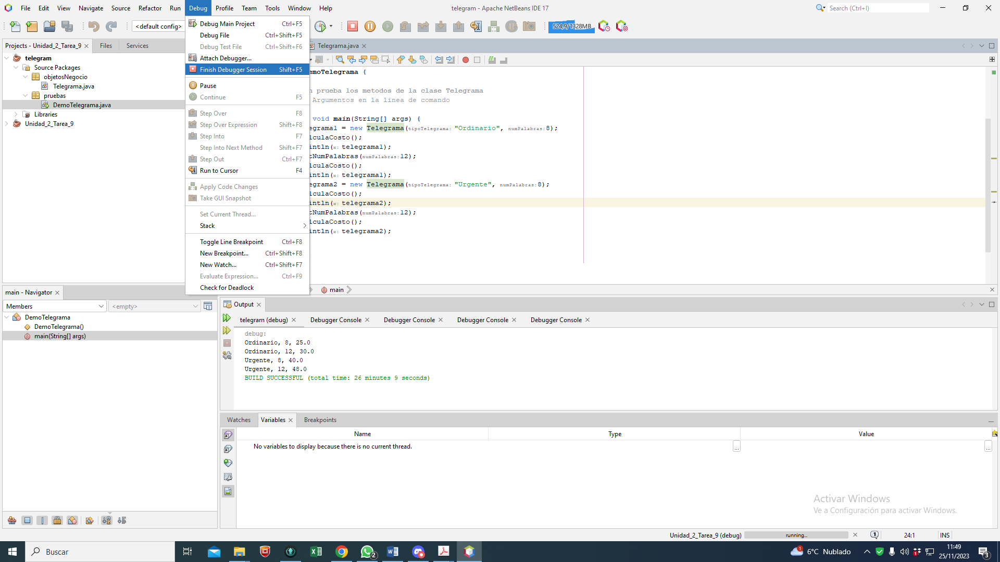 File Edit View Navigate Source Refactor Run Debug Profile Team Tools Window Help
telegram - Apache NetBeans IDE 17
Search (Ctrl+I)
<default config>
524,9/1328MB
Projects - Unidad_2_Tarea_9
Files
Services
telegram
Source Packages
objetosNegocio
Telegrama.java
pruebas
DemoTelegrama.java
Libraries
Unidad_2_Tarea_9
Debug Main Project Ctrl+F5
Debug File Ctrl+Shift+F5
Debug Test File Ctrl+Shift+F6
Attach Debugger...
Finish Debugger Session Shift+F5
Pause
Continue F5
Step Over F8
Step Over Expression Shift+F8
Step Into F7
Step Into Next Method Shift+F7
Step Out Ctrl+F7
Run to Cursor F4
Apply Code Changes
Take GUI Snapshot
Set Current Thread...
Stack
Toggle Line Breakpoint Ctrl+F8
New Breakpoint... Ctrl+Shift+F8
New Watch... Ctrl+Shift+F7
Evaluate Expression... Ctrl+F9
Check for Deadlock
Telegrama.java
emoTelegrama {
n prueba los metodos de la clase Telegrama
Argumentos en la linea de comando
void main(String[] args) {
egrama1 = new Telegrama(tipoTelegrama: "Ordinario", numPalabras:8);
lculaCosto();
intln(x: telegrama1);
tNumPalabras(numPalabras:12);
lculaCosto();
intln(x: telegrama1);
egrama2 = new Telegrama(tipoTelegrama: "Urgente", numPalabras:8);
lculaCosto();
intln(x: telegrama2);
tNumPalabras(numPalabras:12);
lculaCosto();
intln(x: telegrama2);
main
main - Navigator
Members
<empty>
DemoTelegrama
DemoTelegrama()
main(String[] args)
Output
telegram (debug)
Debugger Console
Debugger Console
Debugger Console
Debugger Console
debug:
Ordinario, 8, 25.0
Ordinario, 12, 30.0
Urgente, 8, 40.0
Urgente, 12, 48.0
BUILD SUCCESSFUL (total time: 26 minutes 9 seconds)
Watches
Variables
Breakpoints
Name Type Value
No variables to display because there is no current thread.
...
...
Activar Windows
Ve a Configuración para activar Windows.
Unidad_2_Tarea_9 (debug)
running...
1
24:1
INS
Buscar
2
1
6°C Nublado
11:49
25/11/2023
3